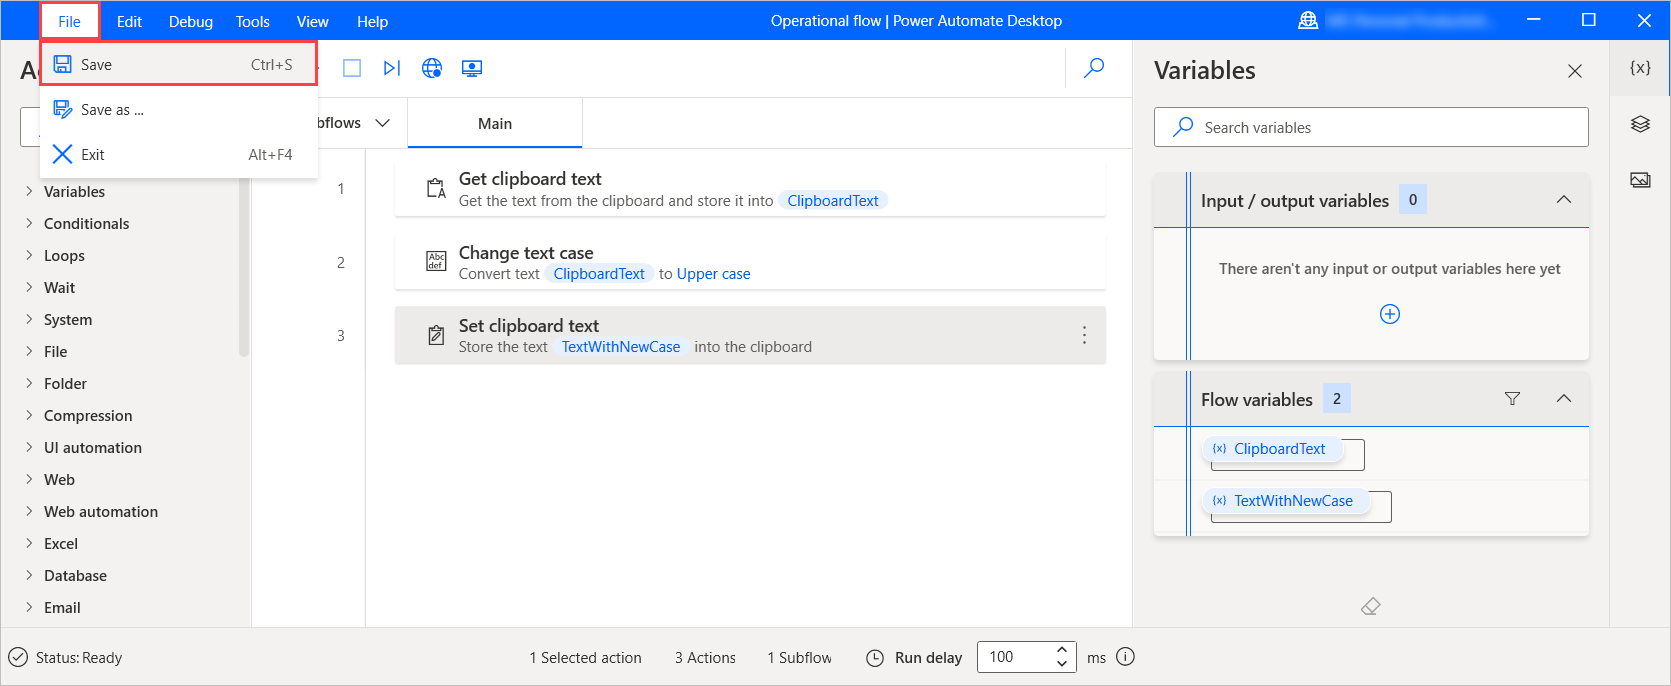 File Edit Debug Tools View Help
Operational flow | Power Automate Desktop
Save Ctrl+S
Save as ...
Exit Alt+F4
Variables
Conditionals
Loops
Wait
System
File
Folder
Compression
UI automation
Web
Web automation
Excel
Database
Email
bflows
Main
1
Get clipboard text
Get the text from the clipboard and store it into ClipboardText
2
Abc
def
Change text case
Convert text ClipboardText to Upper case
3
Set clipboard text
Store the text TextWithNewCase into the clipboard
Variables
{x}
Search variables
Input / output variables 0
There aren't any input or output variables here yet
Flow variables 2
{x} ClipboardText
{x} TextWithNewCase
Status: Ready
1 Selected action
3 Actions
1 Subflow
Run delay
100
ms